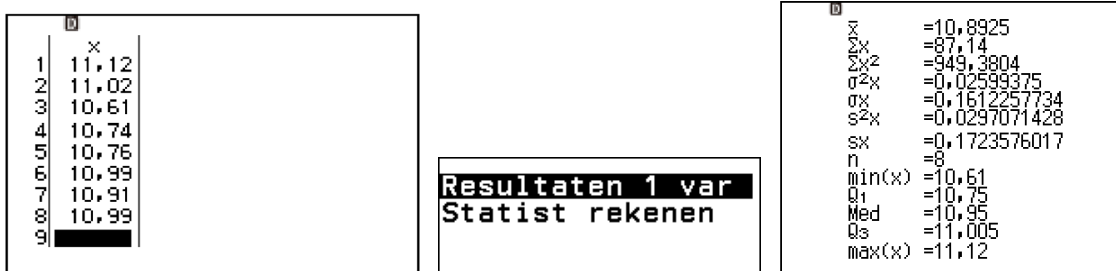 D
x
1 11,12
2 11,02
3 10,61
4 10,74
5 10,76
6 10,99
7 10,91
8 10,99
9
Resultaten 1 var
Statist rekenen
D
x̄ =10,8925
Σx =87,14
Σx² =949,3804
σ²x =0,02599375
σx =0,1612257734
s²x =0,0297071428
sx =0,1723576017
n =8
min(x) =10,61
Q₁ =10,75
Med =10,95
Q₃ =11,005
max(x) =11,12